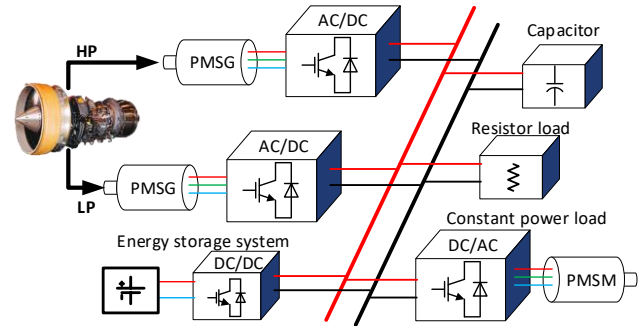 HP
PMSG
AC/DC
Capacitor
LP
PMSG
AC/DC
Resistor load
Energy storage system
DC/DC
Constant power load
DC/AC
PMSM